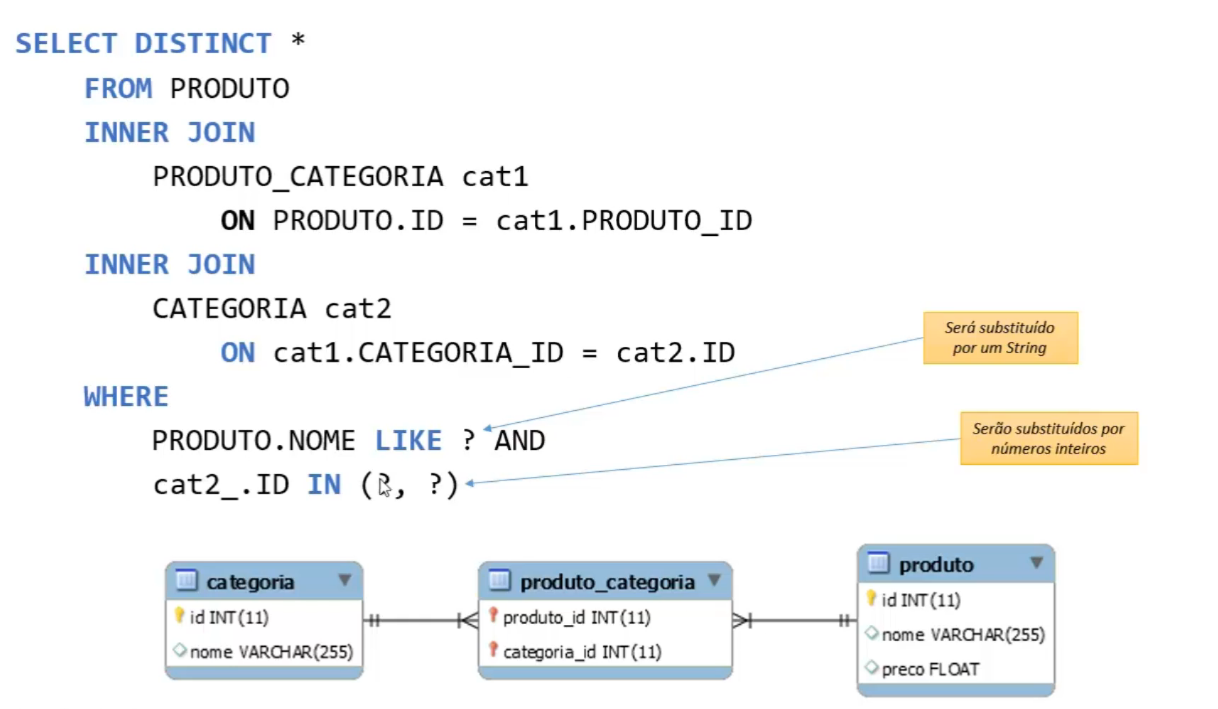 SELECT DISTINCT *
FROM PRODUTO
INNER JOIN
PRODUTO_CATEGORIA cat1
ON PRODUTO.ID = cat1.PRODUTO_ID
INNER JOIN
CATEGORIA cat2
ON cat1.CATEGORIA_ID = cat2.ID
WHERE
PRODUTO.NOME LIKE ? AND
cat2_.ID IN (?, ?)
Será substituído
por um String
Serão substituídos por
números inteiros
categoria
id INT(11)
nome VARCHAR(255)
produto_categoria
produto_id INT(11)
categoria_id INT(11)
produto
id INT(11)
nome VARCHAR(255)
preco FLOAT